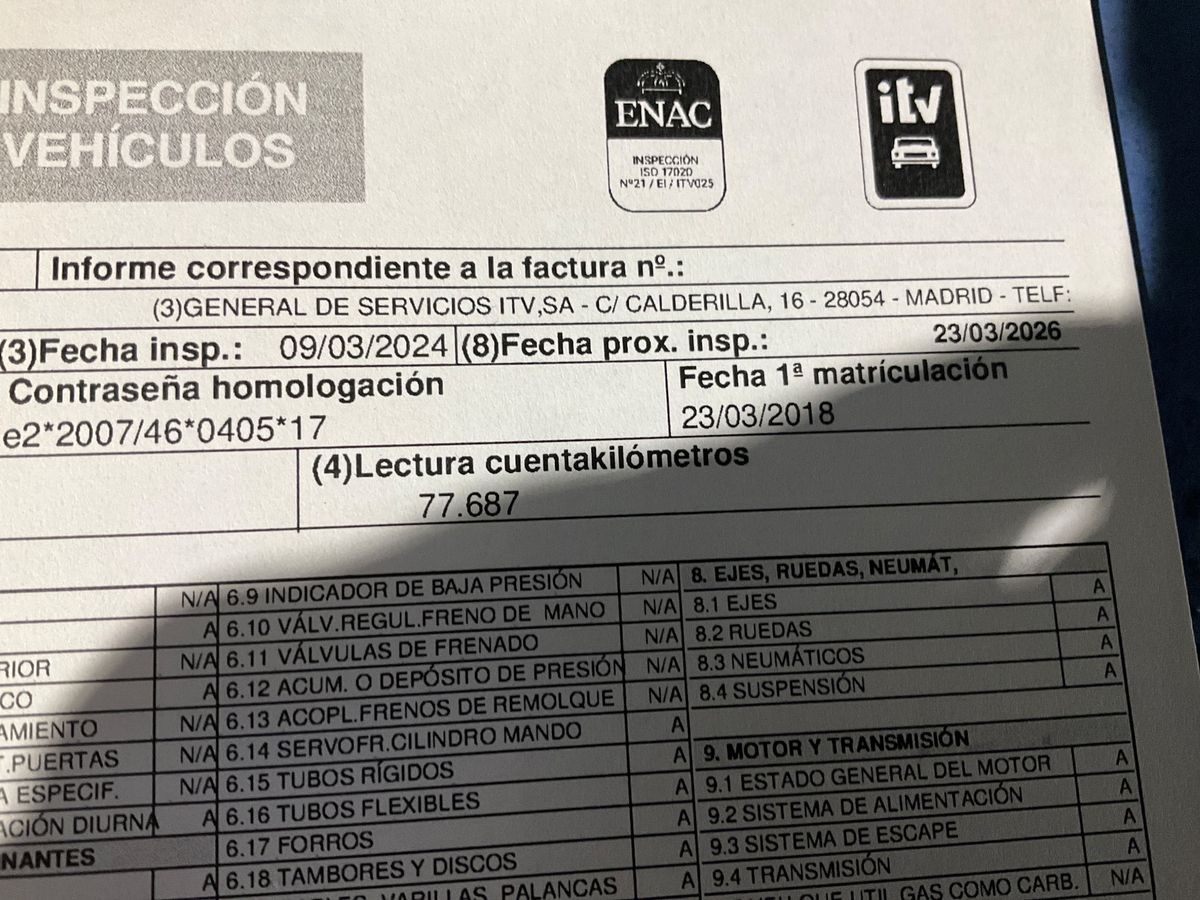 INSPECCIÓN
VEHÍCULOS
ENAC
INSPECCIÓN
ISO 17020
Nº21 / EI / ITV025
itv
Informe correspondiente a la factura nº.:
(3)GENERAL DE SERVICIOS ITV,SA - C/ CALDERILLA, 16 - 28054 - MADRID - TELF:
(3)Fecha insp.: 09/03/2024 (8)Fecha prox. insp.: 23/03/2026
Contraseña homologación
e2*2007/46*0405*17
Fecha 1ª matrículación
23/03/2018
(4)Lectura cuentakilómetros
77.687
N/A 6.9 INDICADOR DE BAJA PRESIÓN N/A 8. EJES, RUEDAS, NEUMÁT,
A 6.10 VÁLV.REGUL.FRENO DE MANO N/A 8.1 EJES A
RIOR N/A 6.11 VÁLVULAS DE FRENADO N/A 8.2 RUEDAS A
CO A 6.12 ACUM. O DEPÓSITO DE PRESIÓN N/A 8.3 NEUMÁTICOS A
AMIENTO N/A 6.13 ACOPL.FRENOS DE REMOLQUE N/A 8.4 SUSPENSIÓN A
.PUERTAS N/A 6.14 SERVOFR.CILINDRO MANDO A
A ESPECIF. N/A 6.15 TUBOS RÍGIDOS A 9. MOTOR Y TRANSMISIÓN
ACIÓN DIURNA A 6.16 TUBOS FLEXIBLES A 9.1 ESTADO GENERAL DEL MOTOR A
NANTES 6.17 FORROS A 9.2 SISTEMA DE ALIMENTACIÓN A
A 6.18 TAMBORES Y DISCOS A 9.3 SISTEMA DE ESCAPE A
VARILLAS, PALANCAS A 9.4 TRANSMISIÓN A
QUE UTIL GAS COMO CARB. N/A